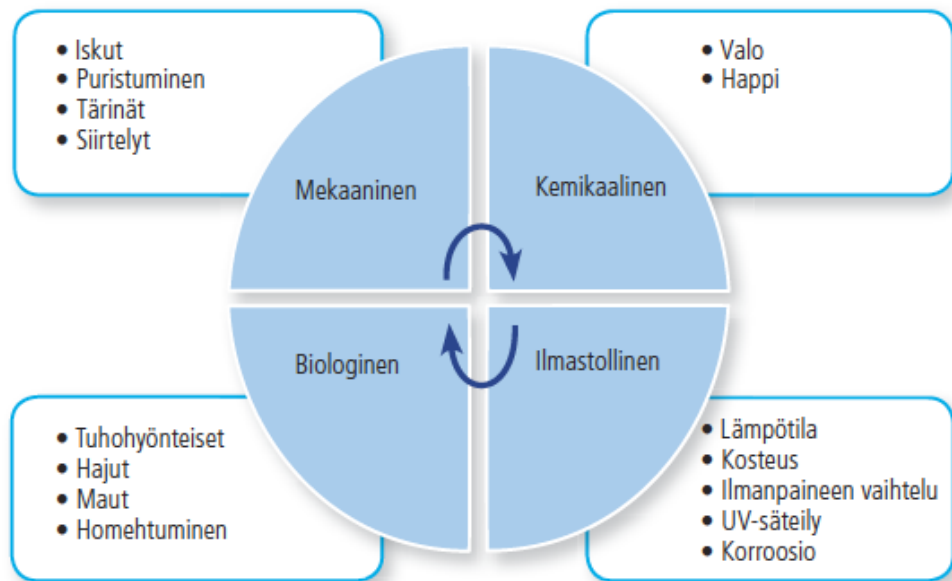 • Iskut
• Puristuminen
• Tärinät
• Siirtelyt
• Valo
• Happi
Mekaaninen
Kemikaalinen
Biologinen
Ilmastollinen
• Tuhohyönteiset
• Hajut
• Maut
• Homehtuminen
• Lämpötila
• Kosteus
• Ilmanpaineen vaihtelu
• UV-säteily
• Korroosio